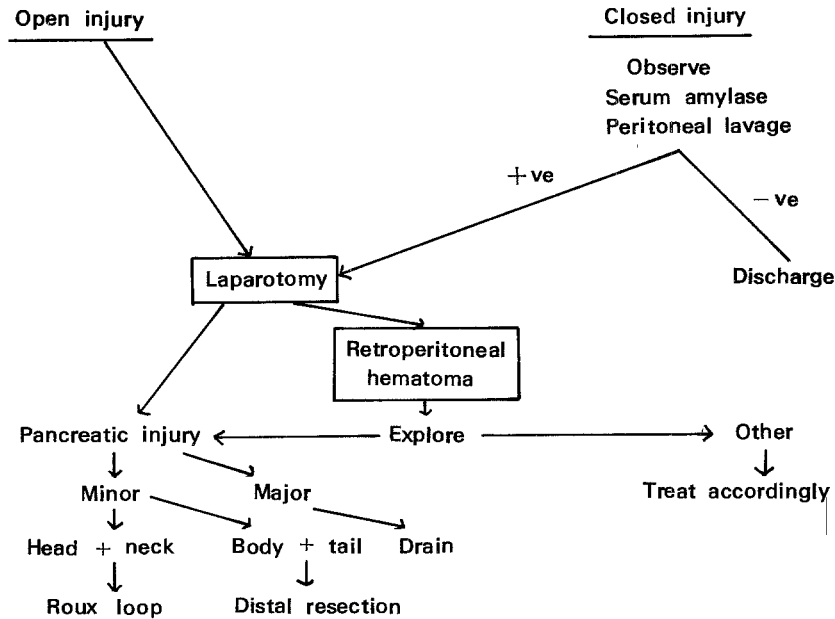 Open injury
Closed injury
Observe
Serum amylase
Peritoneal lavage
+ve
-ve
Discharge
Laparotomy
Retroperitoneal
hematoma
Pancreatic injury
Explore
Other
Minor
Major
Treat accordingly
Head + neck
Body + tail
Drain
Roux loop
Distal resection